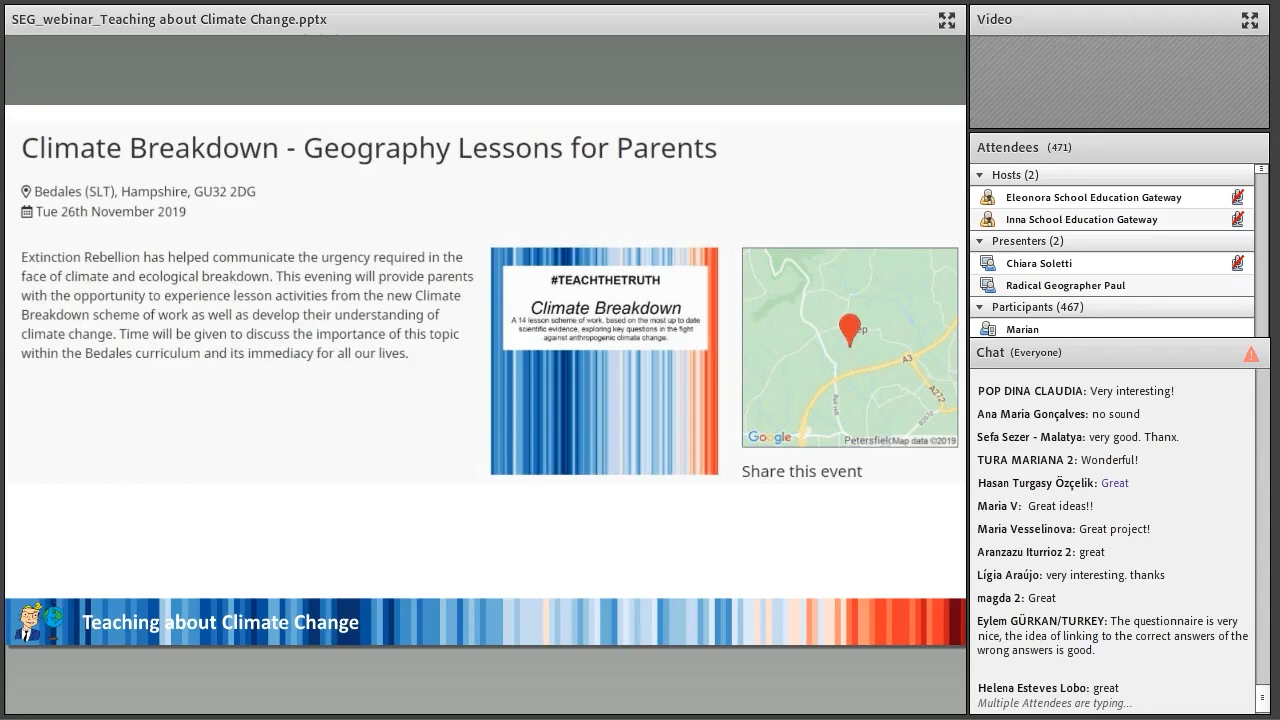 SEG_webinar_Teaching about Climate Change.pptx
Climate Breakdown - Geography Lessons for Parents
Bedales (SLT), Hampshire, GU32 2DG
Tue 26th November 2019
Extinction Rebellion has helped communicate the urgency required in the
face of climate and ecological breakdown. This evening will provide parents
with the opportunity to experience lesson activities from the new Climate
Breakdown scheme of work as well as develop their understanding of
climate change. Time will be given to discuss the importance of this topic
within the Bedales curriculum and its immediacy for all our lives.
#TEACHTHETRUTH
Climate Breakdown
A 14 lesson scheme of work, based on the most up to date
scientific evidence, exploring key questions in the fight
against anthropogenic climate change.
A3
A272
Google
Map data ©2019
Share this event
Teaching about Climate Change
Video
Attendees (471)
Hosts (2)
Eleonora School Education Gateway
Inna School Education Gateway
Presenters (2)
Chiara Soletti
Radical Geographer Paul
Participants (467)
Marian
Chat (Everyone)
POP DINA CLAUDIA: Very interesting!
Ana Maria Gonçalves: no sound
Sefa Sezer - Malatya: very good. Thanx.
TURA MARIANA 2: Wonderful!
Hasan Turgasy Özçelik: Great
Maria V: Great ideas!!
Maria Vesselinova: Great project!
Aranzazu Iturrioz 2: great
Lígia Araújo: very interesting. thanks
magda 2: Great
Eylem GÜRKAN/TURKEY: The questionnaire is very
nice, the idea of linking to the correct answers of the
wrong answers is good.
Helena Esteves Lobo: great
Multiple Attendees are typing...